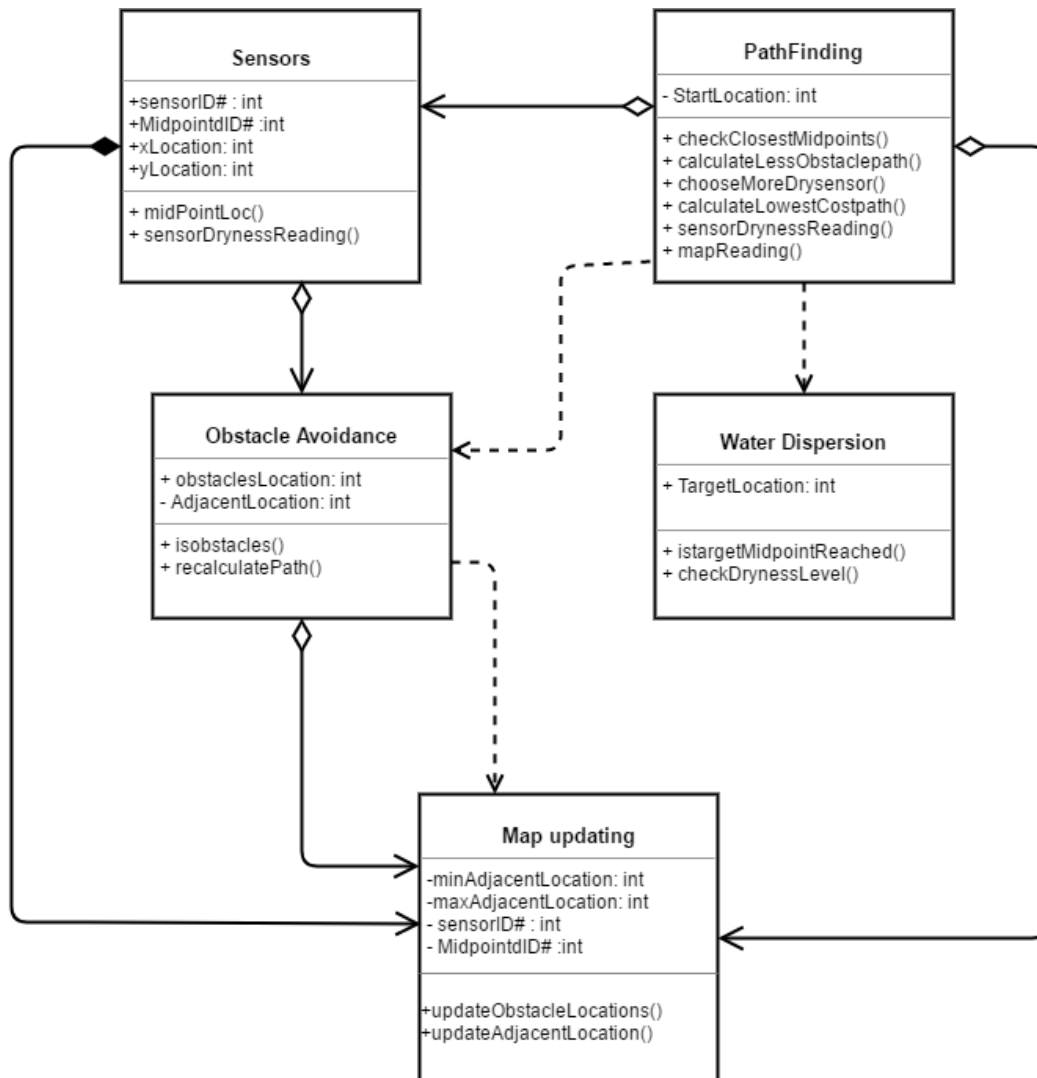 Sensors
+sensorID# : int
+MidpointdID# :int
+xLocation: int
+yLocation: int
+ midPointLoc()
+ sensorDrynessReading()
PathFinding
- StartLocation: int
+ checkClosestMidpoints()
+ calculateLessObstaclepath()
+ chooseMoreDrysensor()
+ calculateLowestCostpath()
+ sensorDrynessReading()
+ mapReading()
Obstacle Avoidance
+ obstaclesLocation: int
- AdjacentLocation: int
+ isobstacles()
+ recalculatePath()
Water Dispersion
+ TargetLocation: int
+ istargetMidpointReached()
+ checkDrynessLevel()
Map updating
-minAdjacentLocation: int
-maxAdjacentLocation: int
- sensorID# : int
- MidpointdID# :int
+updateObstacleLocations()
+updateAdjacentLocation()